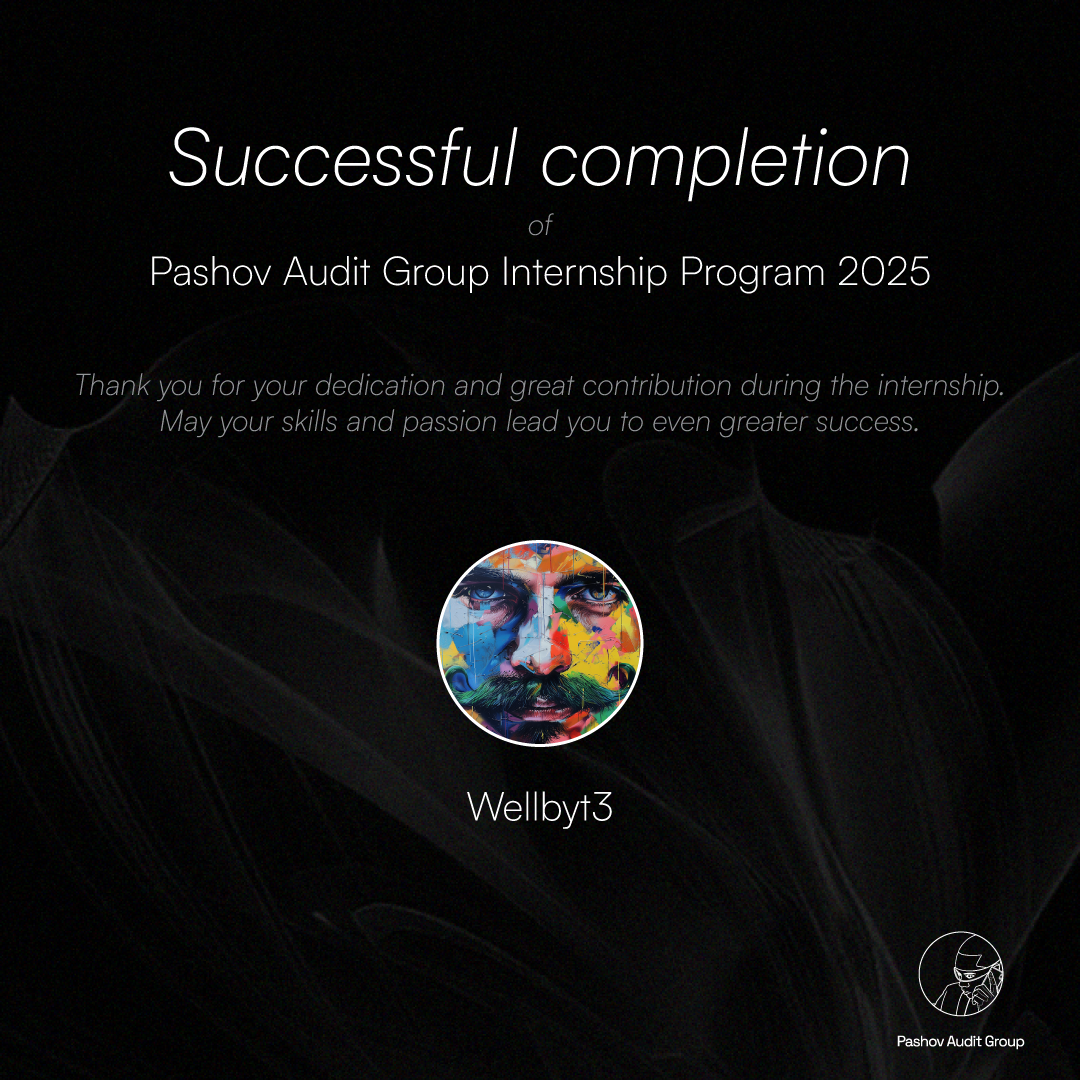 Successful completion
of
Pashov Audit Group Internship Program 2025
Thank you for your dedication and great contribution during the internship.
May your skills and passion lead you to even greater success.
Wellbyt3
Pashov Audit Group